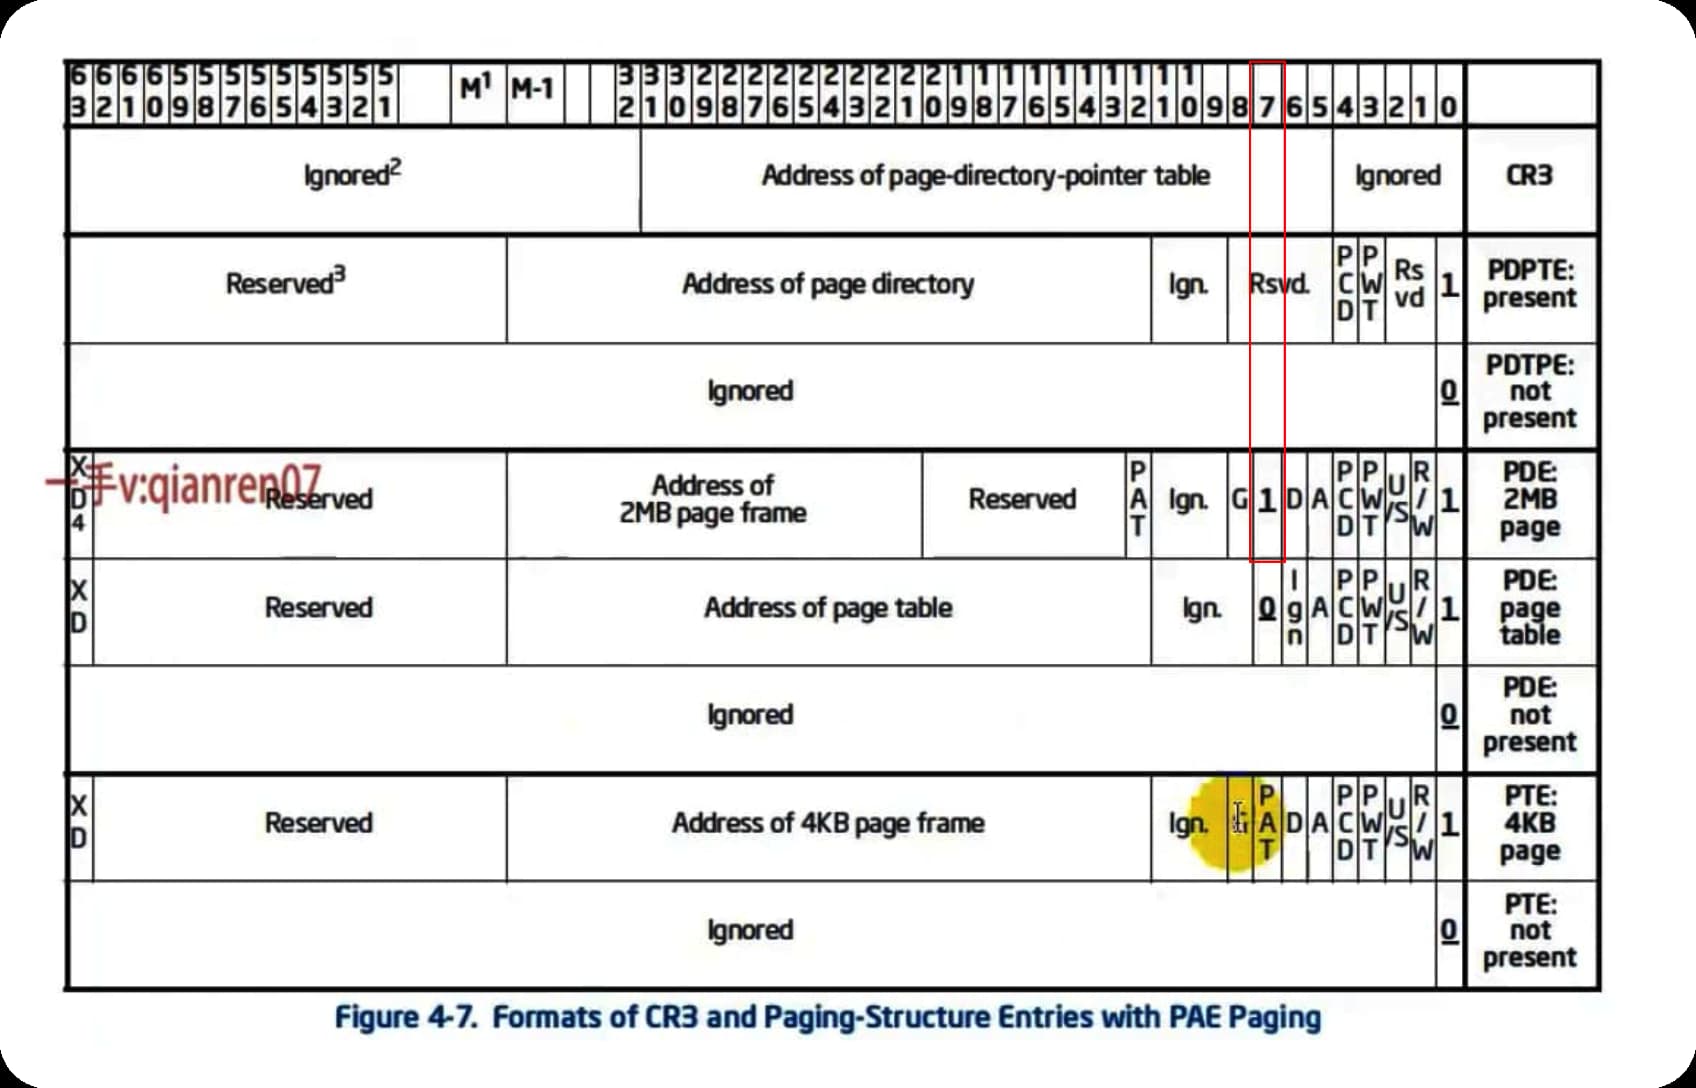 6 6 6 6 5 5 5 5 5 5 5 5 5 M¹ M-1 3 3 3 2 2 2 2 2 2 2 2 2 2 1 1 1 1 1 1 1 1 1 1
3 2 1 0 9 8 7 6 5 4 3 2 1 2 1 0 9 8 7 6 5 4 3 2 1 0 9 8 7 6 5 4 3 2 1 0 9 8 7 6 5 4 3 2 1 0
Ignored² Address of page-directory-pointer table Ignored CR3
Reserved³ Address of page directory Ign. Rsvd. PCD PWT Rsvd 1 PDPTE: present
Ignored 0 PDTPE: not present
一手v:qianren07
XD4 Reserved Address of 2MB page frame Reserved PAT Ign. G 1 D A PCD PWT U/S R/W 1 PDE: 2MB page
XD Reserved Address of page table Ign. 0 Ign A PCD PWT U/S R/W 1 PDE: page table
Ignored 0 PDE: not present
XD Reserved Address of 4KB page frame Ign. G PAT D A PCD PWT U/S R/W 1 PTE: 4KB page
Ignored 0 PTE: not present
Figure 4-7. Formats of CR3 and Paging-Structure Entries with PAE Paging